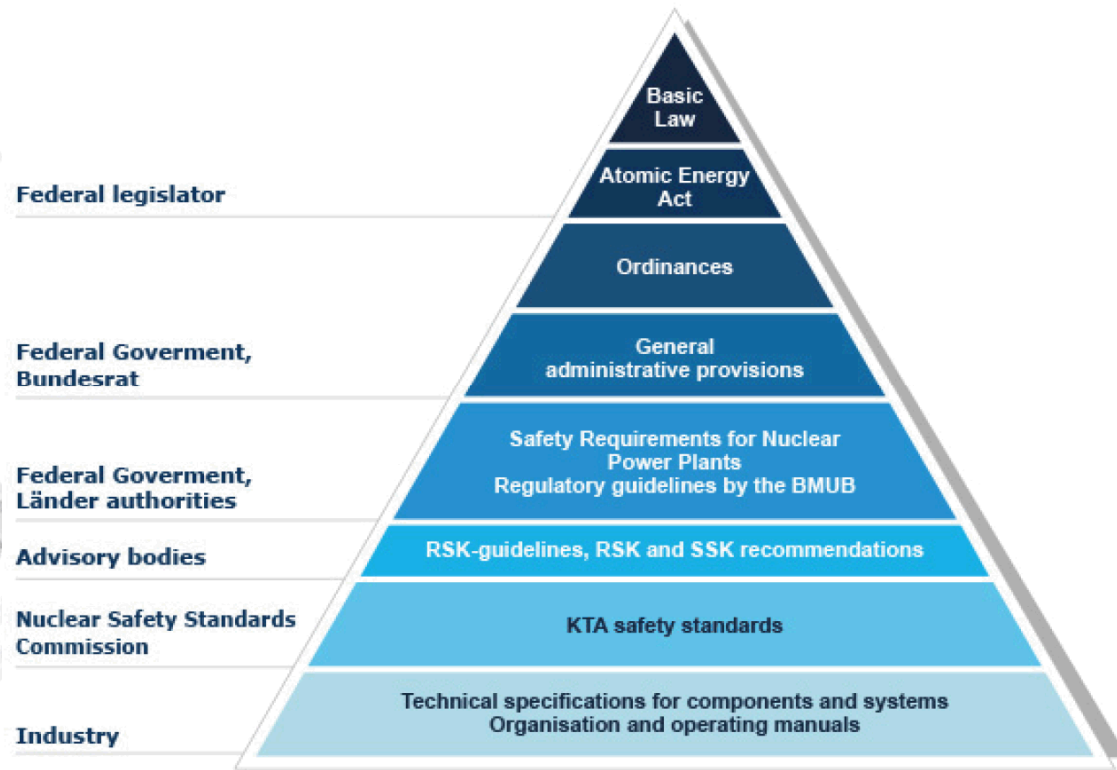 Basic
Law
Federal legislator
Atomic Energy
Act
Ordinances
Federal Goverment,
Bundesrat
General
administrative provisions
Federal Goverment,
Länder authorities
Safety Requirements for Nuclear
Power Plants
Regulatory guidelines by the BMUB
Advisory bodies
RSK-guidelines, RSK and SSK recommendations
Nuclear Safety Standards
Commission
KTA safety standards
Industry
Technical specifications for components and systems
Organisation and operating manuals